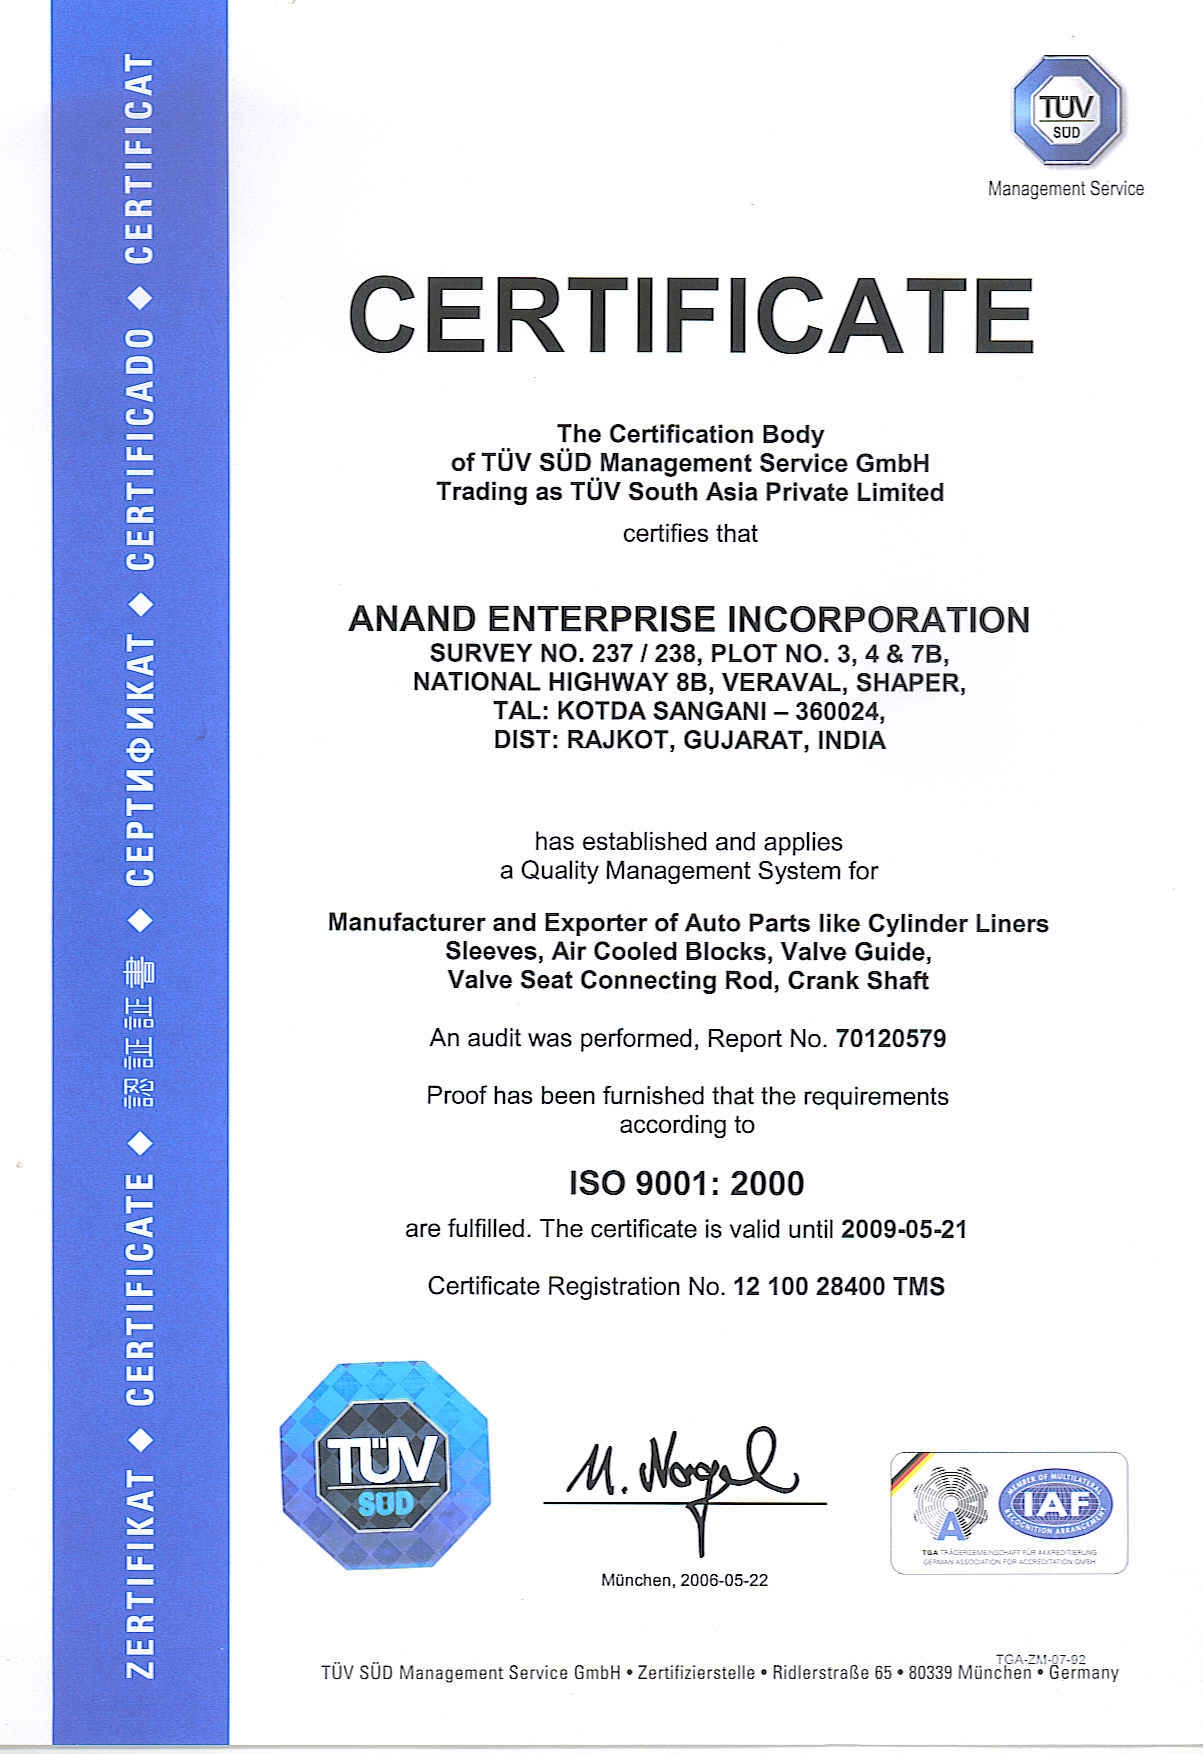 TÜV
SÜD
Management Service
CERTIFICATE
The Certification Body
of TÜV SÜD Management Service GmbH
Trading as TÜV South Asia Private Limited
certifies that
ANAND ENTERPRISE INCORPORATION
SURVEY NO. 237 / 238, PLOT NO. 3, 4 & 7B,
NATIONAL HIGHWAY 8B, VERAVAL, SHAPER,
TAL: KOTDA SANGANI – 360024,
DIST: RAJKOT, GUJARAT, INDIA
has established and applies
a Quality Management System for
Manufacturer and Exporter of Auto Parts like Cylinder Liners
Sleeves, Air Cooled Blocks, Valve Guide,
Valve Seat Connecting Rod, Crank Shaft
An audit was performed, Report No. 70120579
Proof has been furnished that the requirements
according to
ISO 9001: 2000
are fulfilled. The certificate is valid until 2009-05-21
Certificate Registration No. 12 100 28400 TMS
TÜV
SÜD
München, 2006-05-22
A
MEMBER OF MULTILATERAL
IAF
RECOGNITION ARRANGEMENT
TGA TRÄGERGEMEINSCHAFT FÜR AKKREDITIERUNG
GERMAN ASSOCIATION FOR ACCREDITATION GMBH
TGA-ZM-07-92
TÜV SÜD Management Service GmbH • Zertifizierstelle • Ridlerstraße 65 • 80339 München • Germany
ZERTIFIKAT ◆ CERTIFICATE ◆ 認証証書 ◆ СЕРТИФИКАТ ◆ CERTIFICADO ◆ CERTIFICAT